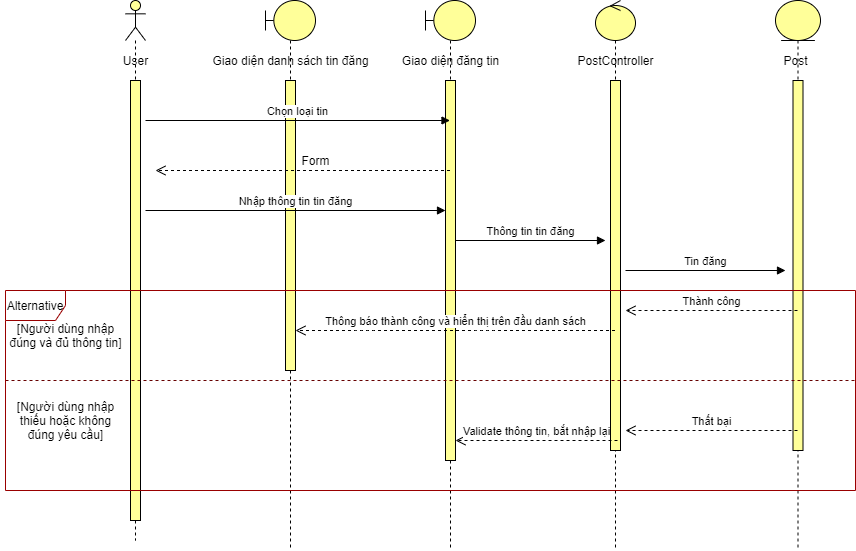 User
Giao diện danh sách tin đăng
Giao diện đăng tin
PostController
Post
Chọn loại tin
Form
Nhập thông tin tin đăng
Thông tin tin đăng
Tin đăng
Alternative
Thành công
[Người dùng nhập
đúng và đủ thông tin]
Thông báo thành công và hiển thị trên đầu danh sách
[Người dùng nhập
thiếu hoặc không
đúng yêu cầu]
Thất bại
Validate thông tin, bắt nhập lại